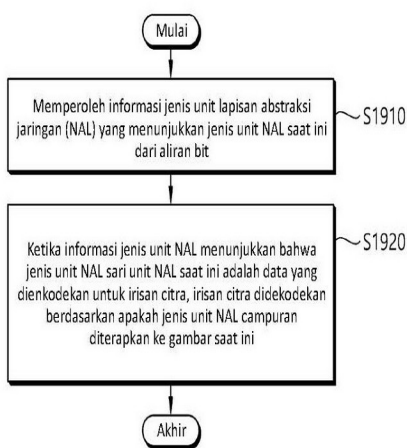 Mulai
Memperoleh informasi jenis unit lapisan abstraksi
jaringan (NAL) yang menunjukkan jenis unit NAL saat ini
dari aliran bit
S1910
Ketika informasi jenis unit NAL menunjukkan bahwa
jenis unit NAL sari unit NAL saat ini adalah data yang
dienkodekan untuk irisan citra, irisan citra didekodekan
berdasarkan apakah jenis unit NAL campuran
diterapkan ke gambar saat ini
S1920
Akhir